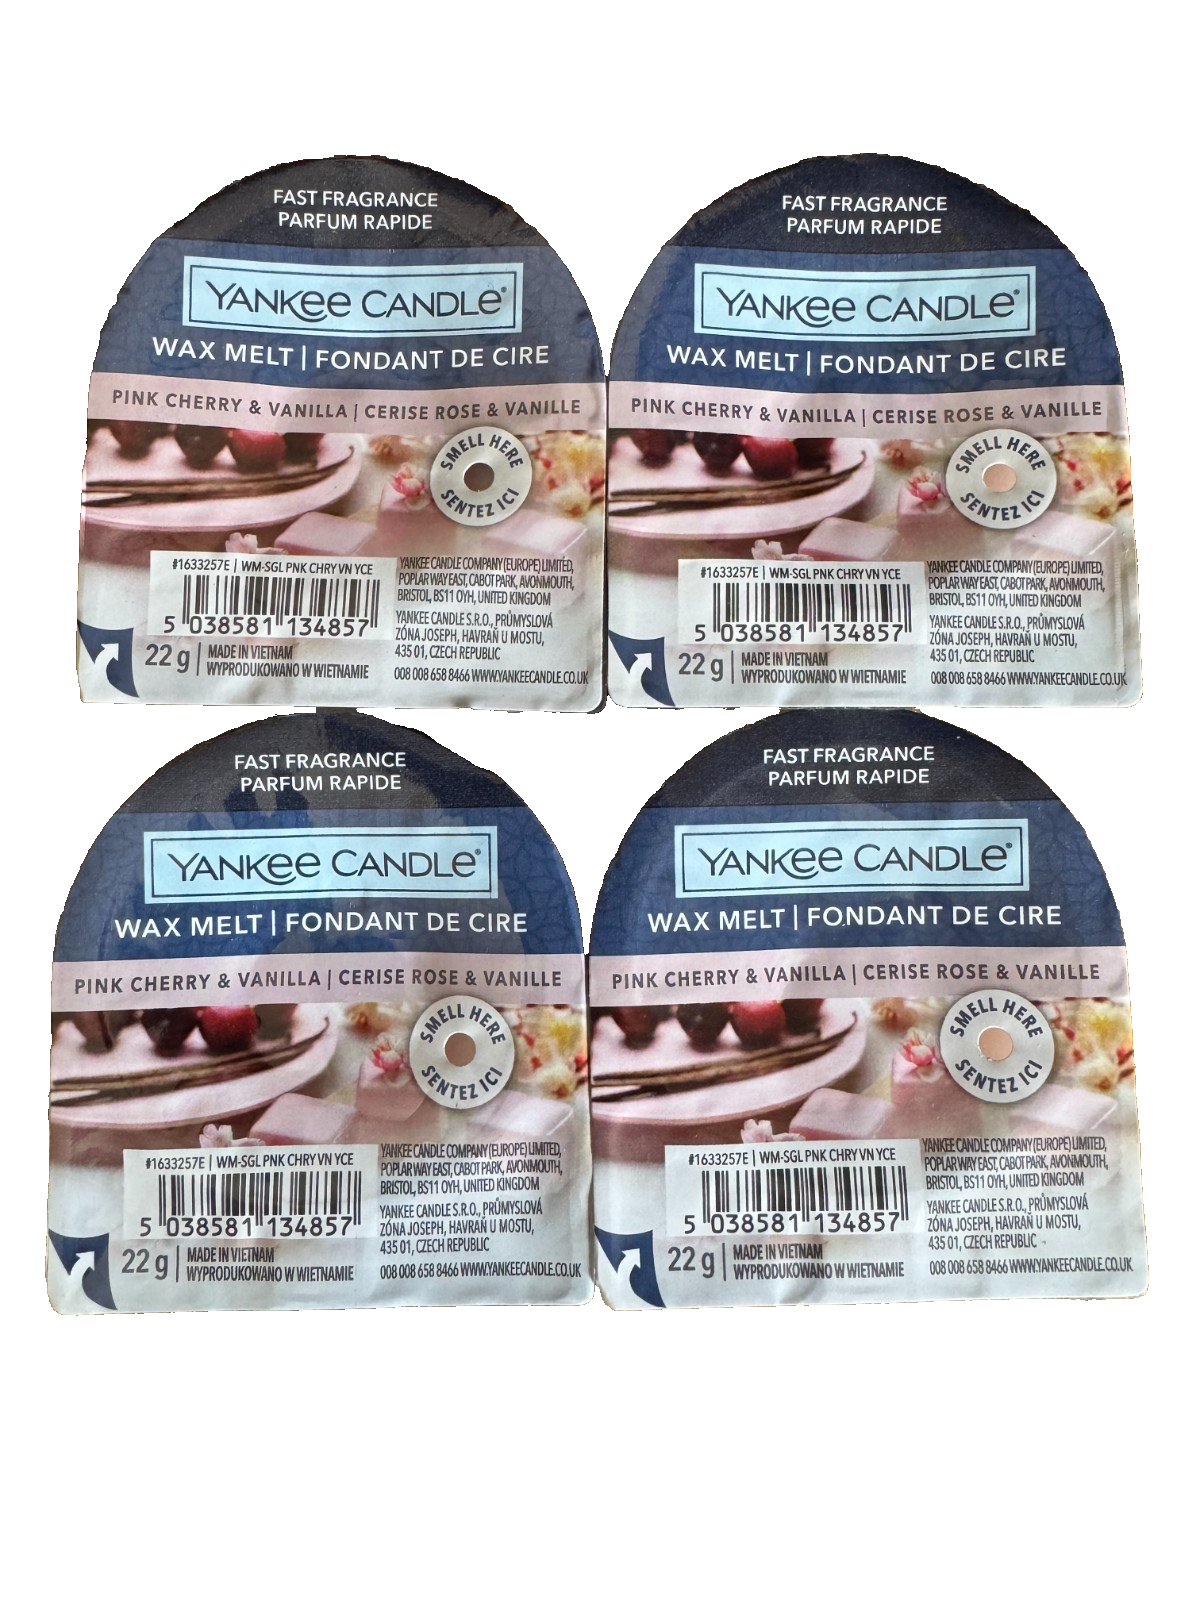 FAST FRAGRANCE
PARFUM RAPIDE
YANKEE CANDLE®
WAX MELT | FONDANT DE CIRE
PINK CHERRY & VANILLA | CERISE ROSE & VANILLE
SMELL HERE
SENTEZ ICI
#1633257E | WM-SGL PNK CHRY VN YCE
5 038581 134857
22 g
MADE IN VIETNAM
WYPRODUKOWANO W WIETNAMIE
YANKEE CANDLE COMPANY (EUROPE) LIMITED,
POPLAR WAY EAST, CABOT PARK, AVONMOUTH,
BRISTOL, BS11 0YH, UNITED KINGDOM
YANKEE CANDLE S.R.O., PRŮMYSLOVÁ
ZÓNA JOSEPH, HAVRAŇ U MOSTU,
435 01, CZECH REPUBLIC
008 008 658 8466 WWW.YANKEECANDLE.CO.UK
FAST FRAGRANCE
PARFUM RAPIDE
YANKEE CANDLE®
WAX MELT | FONDANT DE CIRE
PINK CHERRY & VANILLA | CERISE ROSE & VANILLE
SMELL HERE
SENTEZ ICI
#1633257E | WM-SGL PNK CHRY VN YCE
5 038581 134857
22 g
MADE IN VIETNAM
WYPRODUKOWANO W WIETNAMIE
YANKEE CANDLE COMPANY (EUROPE) LIMITED,
POPLAR WAY EAST, CABOT PARK, AVONMOUTH,
BRISTOL, BS11 0YH, UNITED KINGDOM
YANKEE CANDLE S.R.O., PRŮMYSLOVÁ
ZÓNA JOSEPH, HAVRAŇ U MOSTU,
435 01, CZECH REPUBLIC
008 008 658 8466 WWW.YANKEECANDLE.CO.UK
FAST FRAGRANCE
PARFUM RAPIDE
YANKEE CANDLE®
WAX MELT | FONDANT DE CIRE
PINK CHERRY & VANILLA | CERISE ROSE & VANILLE
SMELL HERE
SENTEZ ICI
#1633257E | WM-SGL PNK CHRY VN YCE
5 038581 134857
22 g
MADE IN VIETNAM
WYPRODUKOWANO W WIETNAMIE
YANKEE CANDLE COMPANY (EUROPE) LIMITED,
POPLAR WAY EAST, CABOT PARK, AVONMOUTH,
BRISTOL, BS11 0YH, UNITED KINGDOM
YANKEE CANDLE S.R.O., PRŮMYSLOVÁ
ZÓNA JOSEPH, HAVRAŇ U MOSTU,
435 01, CZECH REPUBLIC
008 008 658 8466 WWW.YANKEECANDLE.CO.UK
FAST FRAGRANCE
PARFUM RAPIDE
YANKEE CANDLE®
WAX MELT | FONDANT DE CIRE
PINK CHERRY & VANILLA | CERISE ROSE & VANILLE
SMELL HERE
SENTEZ ICI
#1633257E | WM-SGL PNK CHRY VN YCE
5 038581 134857
22 g
MADE IN VIETNAM
WYPRODUKOWANO W WIETNAMIE
YANKEE CANDLE COMPANY (EUROPE) LIMITED,
POPLAR WAY EAST, CABOT PARK, AVONMOUTH,
BRISTOL, BS11 0YH, UNITED KINGDOM
YANKEE CANDLE S.R.O., PRŮMYSLOVÁ
ZÓNA JOSEPH, HAVRAŇ U MOSTU,
435 01, CZECH REPUBLIC
008 008 658 8466 WWW.YANKEECANDLE.CO.UK